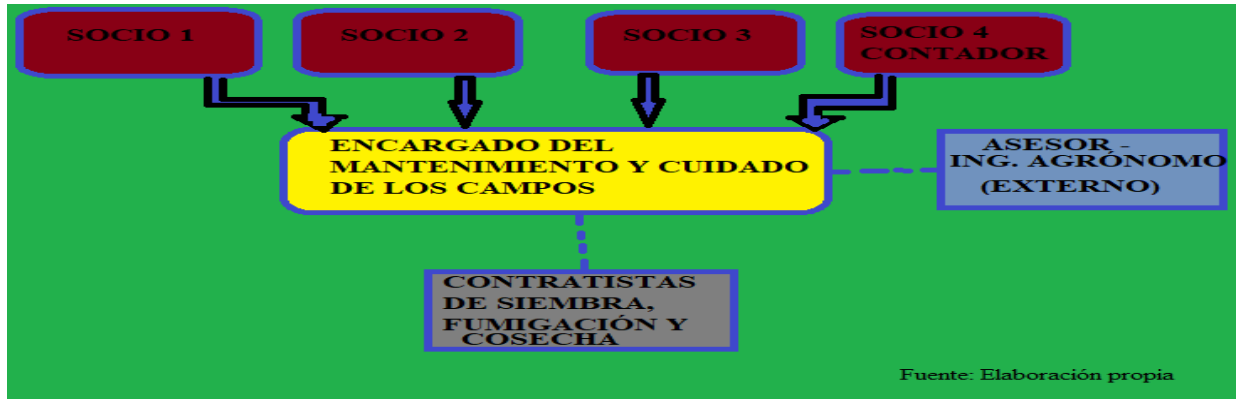 SOCIO 1
SOCIO 2
SOCIO 3
SOCIO 4
CONTADOR
ENCARGADO DEL
MANTENIMIENTO Y CUIDADO
DE LOS CAMPOS
ASESOR -
ING. AGRÓNOMO
(EXTERNO)
CONTRATISTAS
DE SIEMBRA,
FUMIGACIÓN Y
COSECHA
Fuente: Elaboración propia